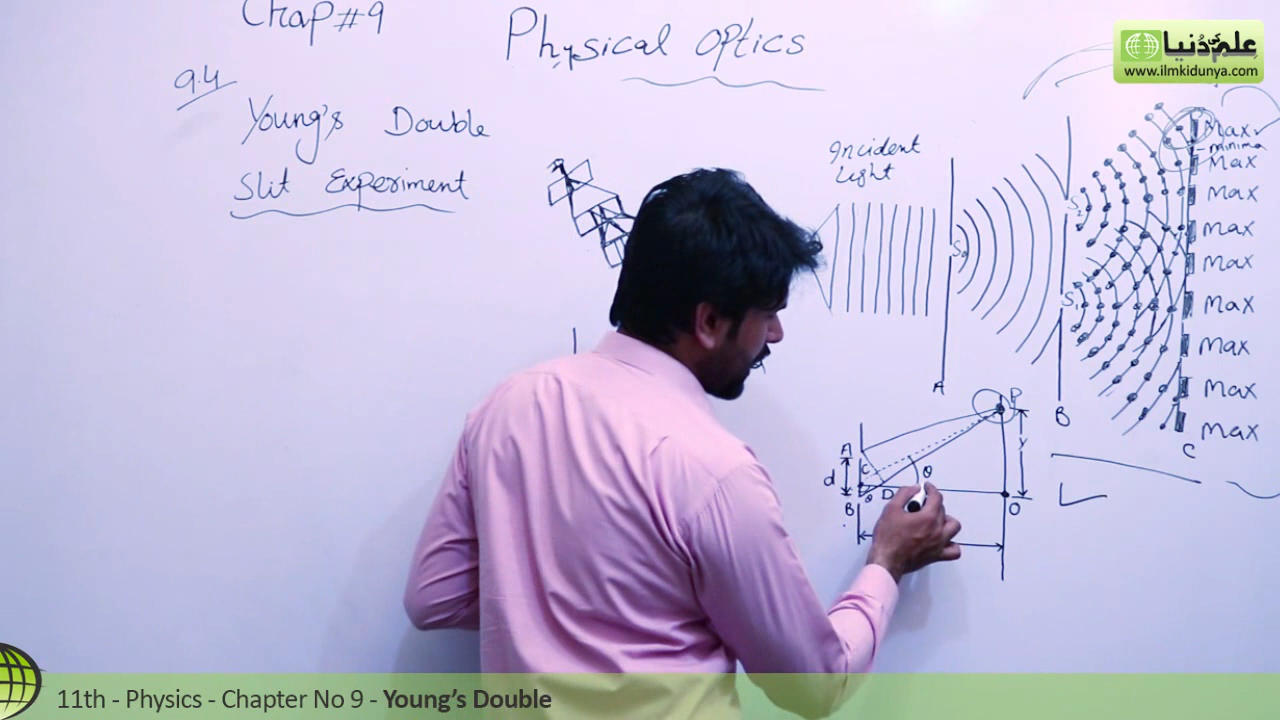 Chap#9
Physical optics
علم کی دُنیا
www.ilmkidunya.com
9.4
Young's Double
Slit Experiment
Incident
Light
S₀
A
S₂
S₁
B
Max
minima
Max
Max
Max
Max
Max
Max
Max
Max
C
P
A
C
d
θ
θ
D
B
O
Y
11th - Physics - Chapter No 9 - Young's Double